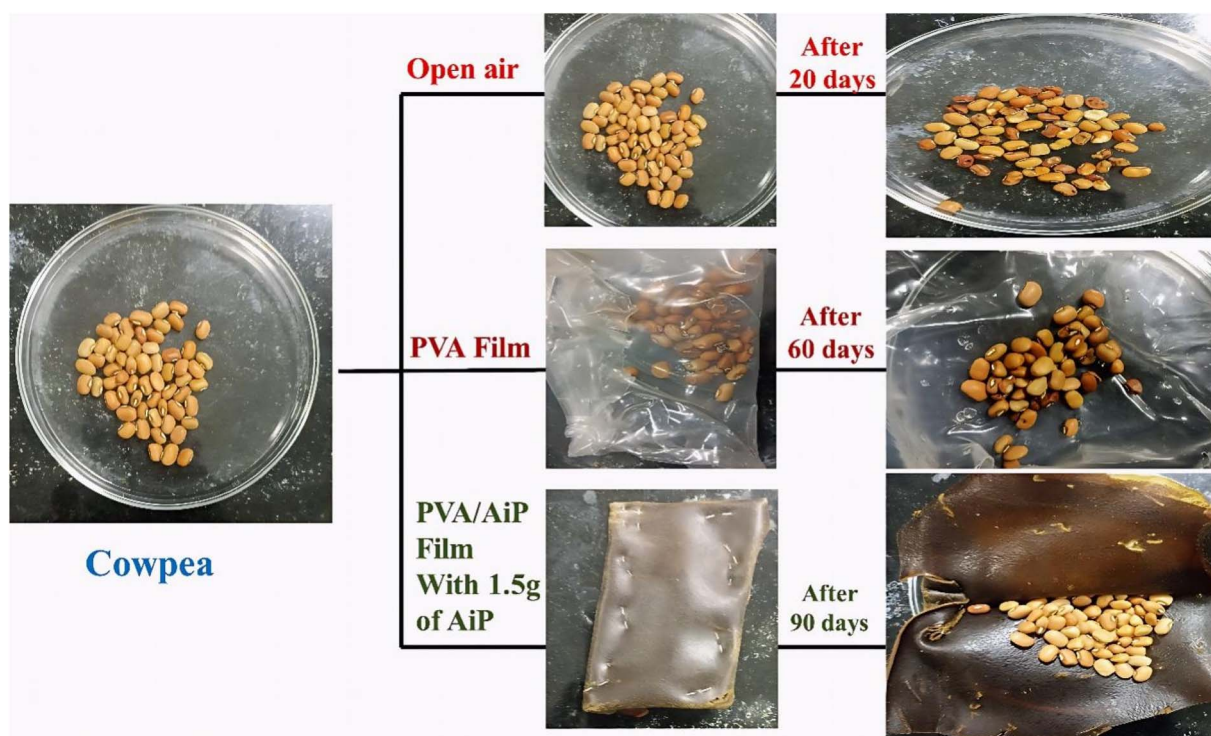 Open air
After
20 days
PVA Film
After
60 days
Cowpea
PVA/AiP
Film
With 1.5g
of AiP
After
90 days